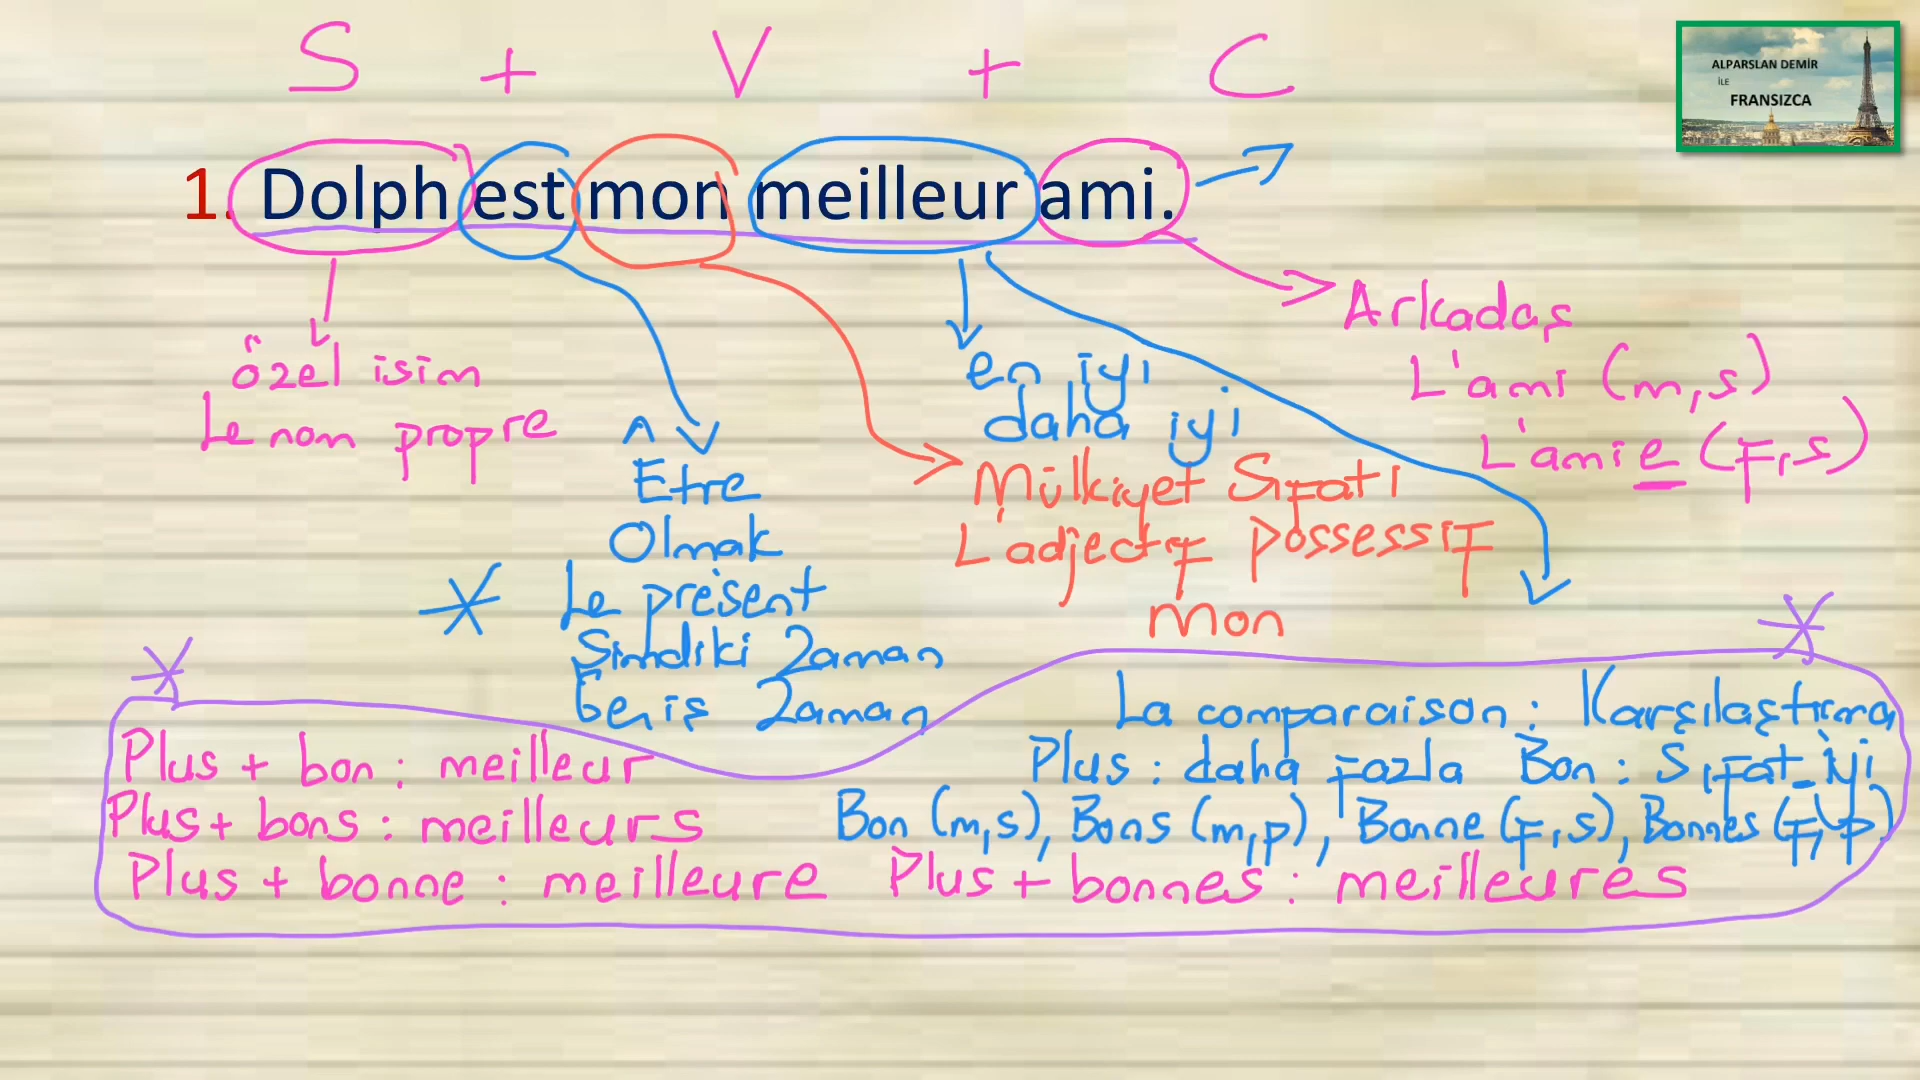 S + V + C
ALPARSLAN DEMİR
İLE
FRANSIZCA
1. Dolph est mon meilleur ami.
özel isim
Le nom propre
Être
Olmak
Le présent
Şimdiki Zaman
Geniş Zaman
en iyi
daha iyi
Mülkiyet Sıfatı
L'adjectif possessif
mon
Arkadaş
L'ami (m,s)
L'amie (f,s)
La comparaison : Karşılaştırma
Plus : daha fazla Bon : Sıfat-iyi
Bon (m,s), Bons (m,p), Bonne (f,s), Bonnes (f,p)
Plus + bon : meilleur
Plus + bons : meilleurs
Plus + bonne : meilleure Plus + bonnes : meilleures